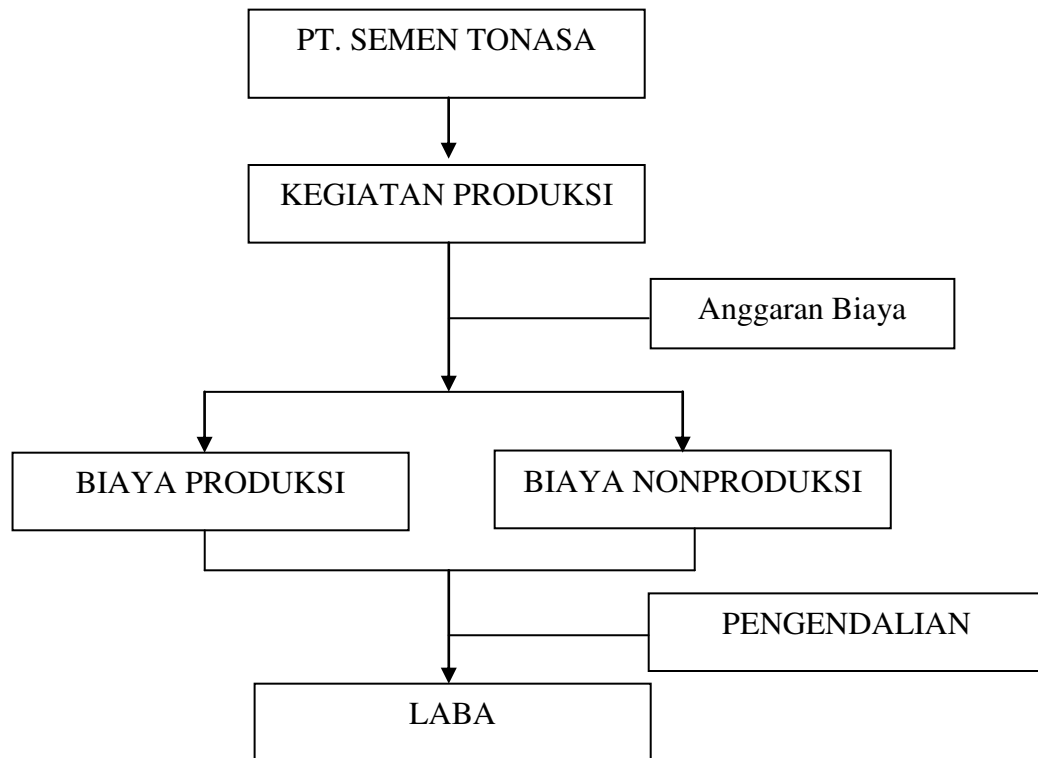 PT. SEMEN TONASA
KEGIATAN PRODUKSI
Anggaran Biaya
BIAYA PRODUKSI
BIAYA NONPRODUKSI
PENGENDALIAN
LABA